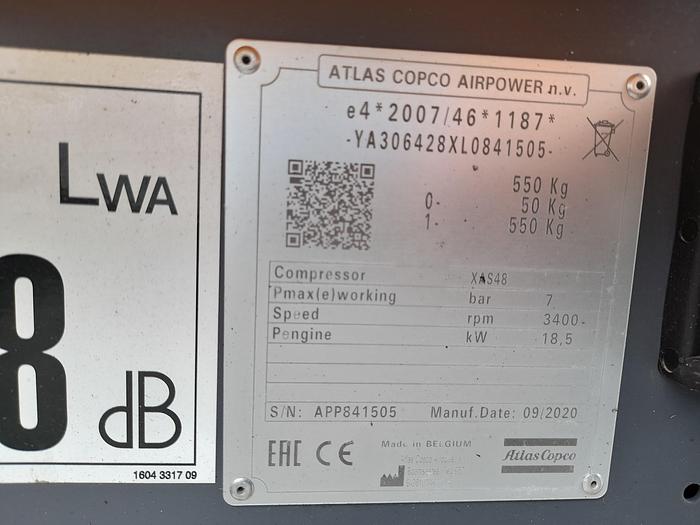 LWA
8
dB
1604 3317 09
ATLAS COPCO AIRPOWER n.v.
e4*2007/46*1187*
-YA306428XL0841505-
550 Kg
0- 50 Kg
1- 550 Kg
Compressor XAS48
Pmax(e)working bar 7
Speed rpm 3400-
Pengine kW 18,5
S/N: APP841505 Manuf.Date: 09/2020
EAC CE
Made in BELGIUM
Atlas Copco
AtlasCopco